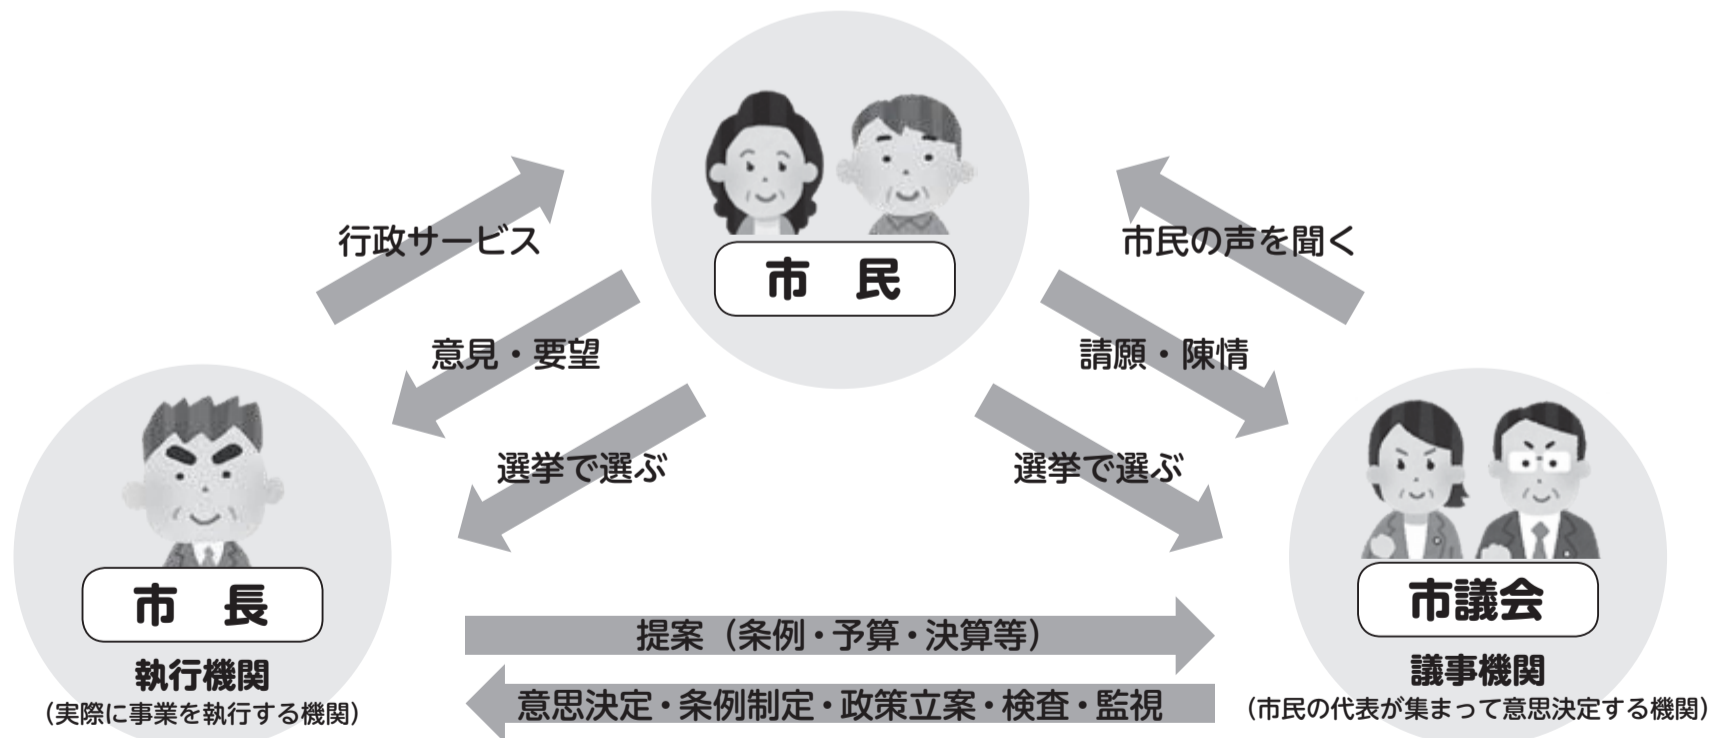 市 民
行政サービス
意見・要望
選挙で選ぶ
市民の声を聞く
請願・陳情
選挙で選ぶ
市 長
執行機関
（実際に事業を執行する機関）
市議会
議事機関
（市民の代表が集まって意思決定する機関）
提案（条例・予算・決算等）
意思決定・条例制定・政策立案・検査・監視